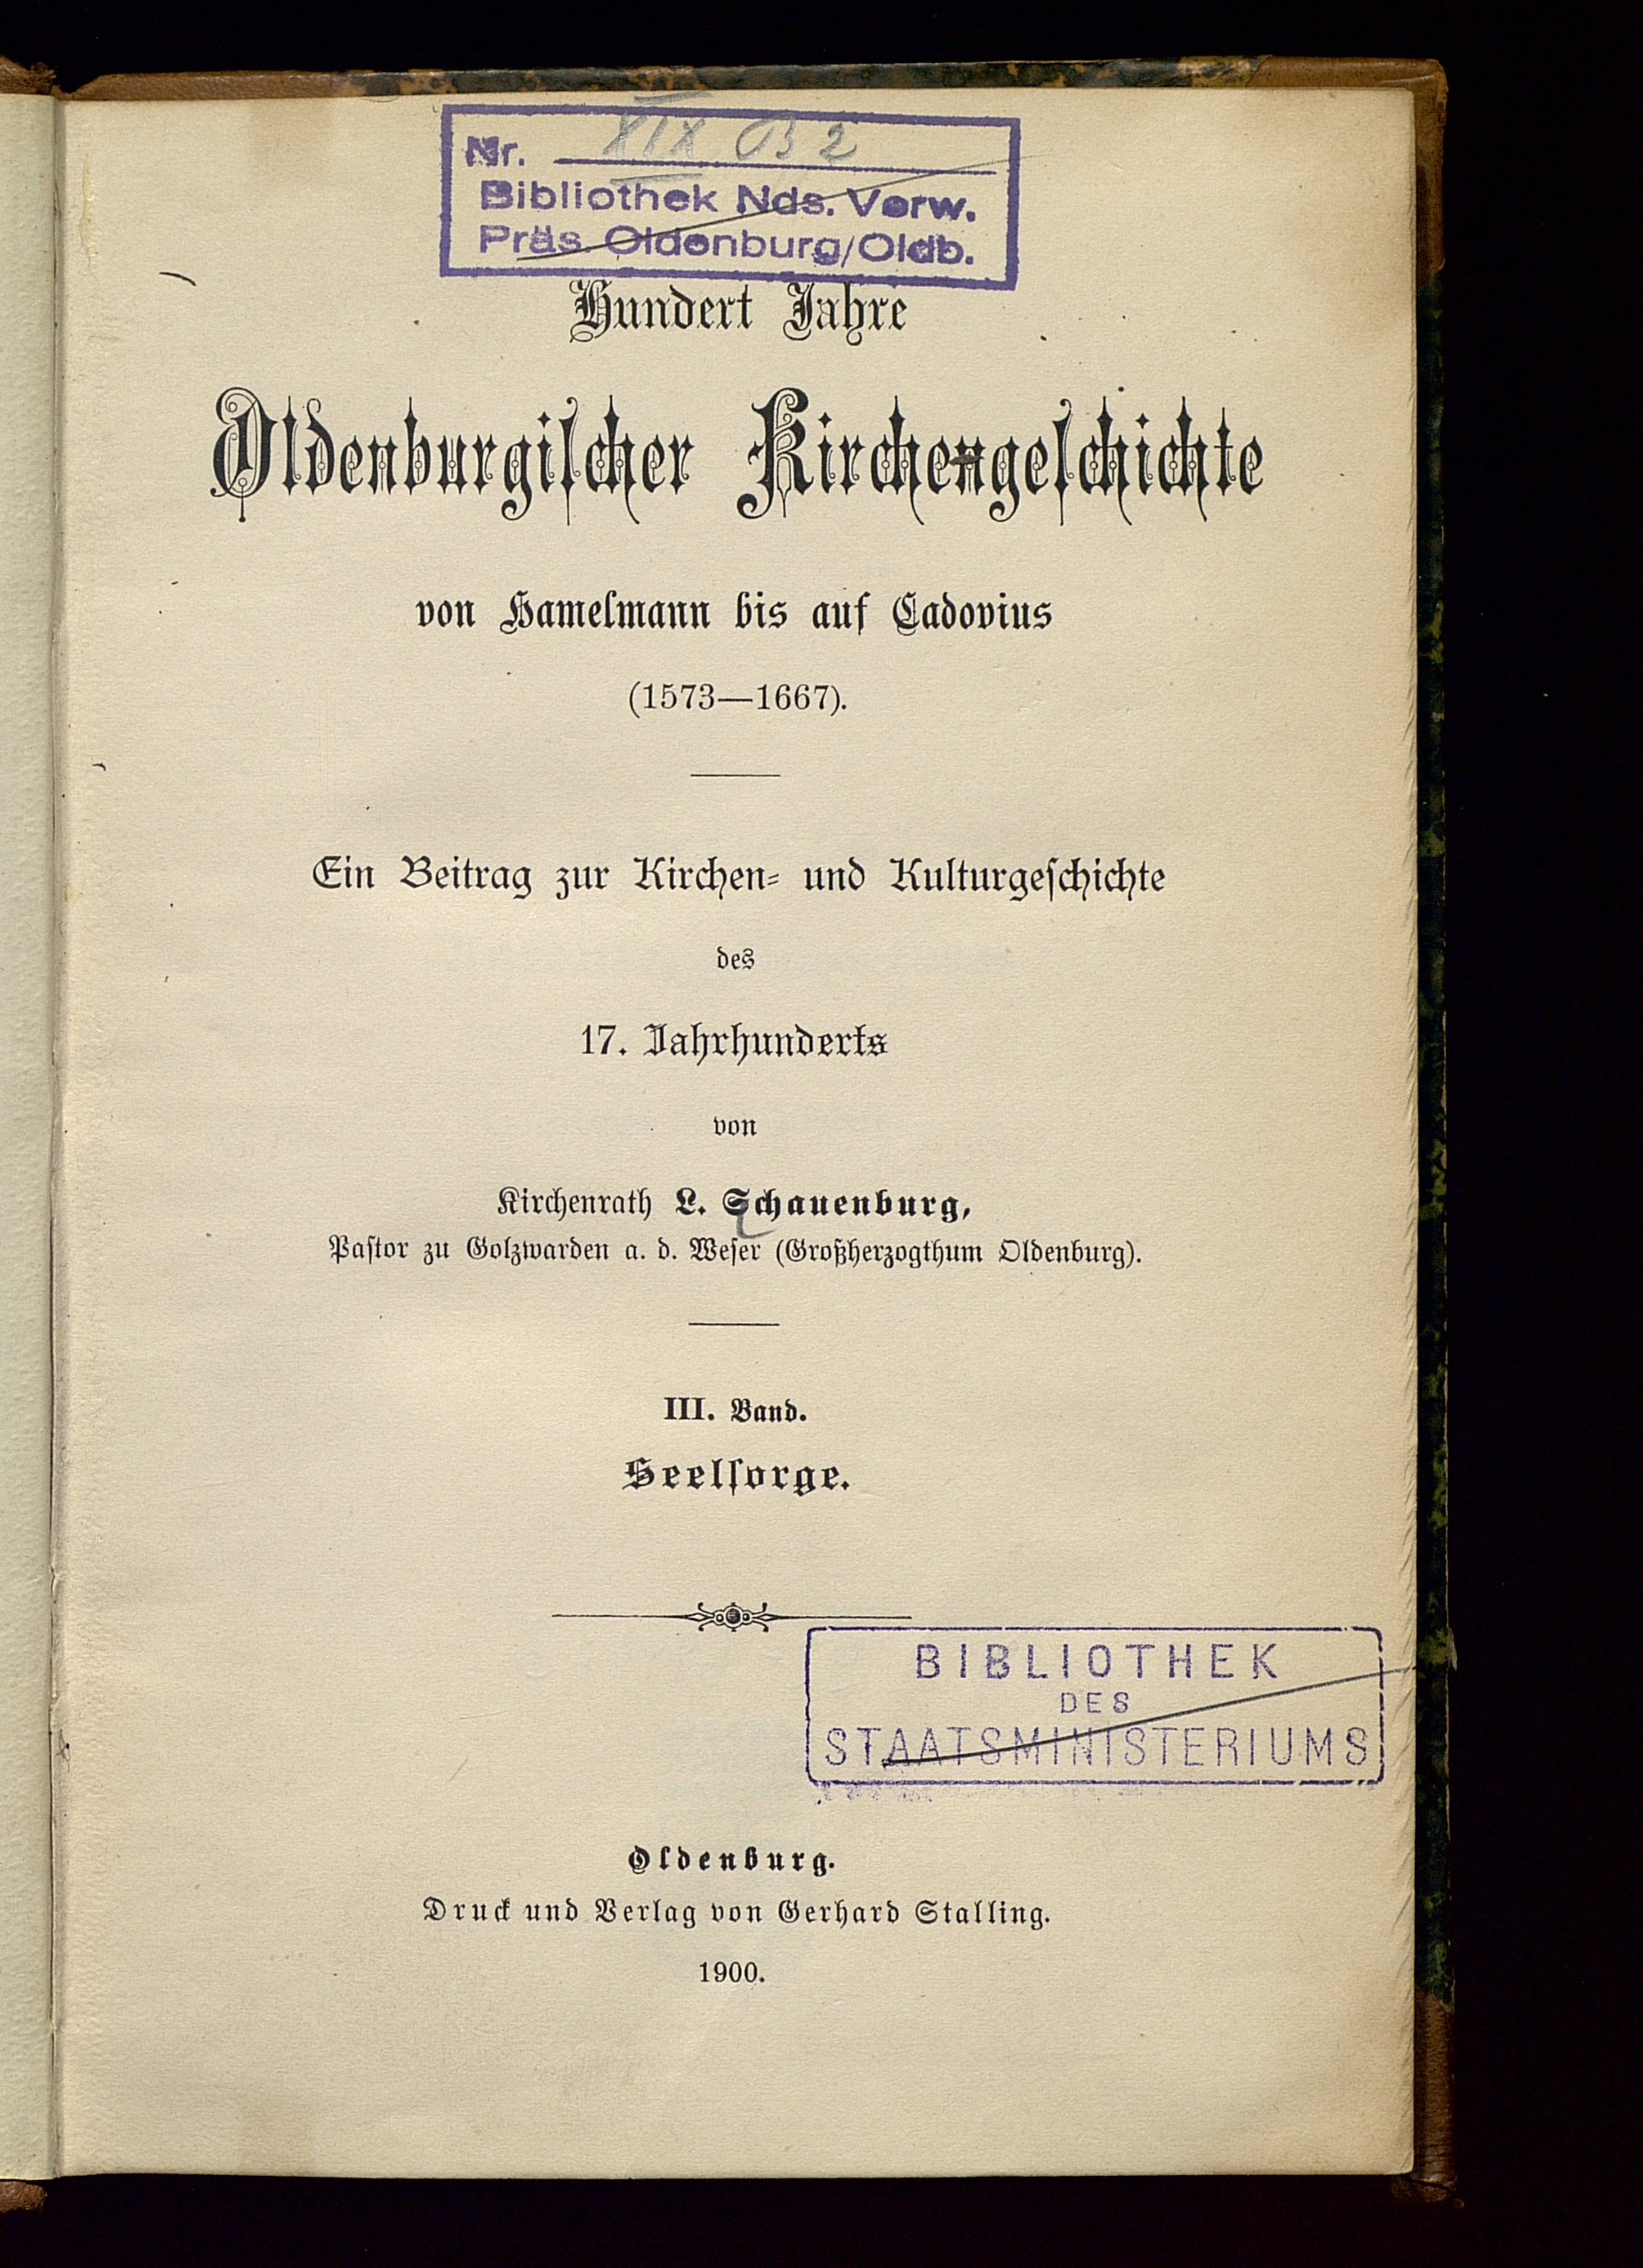 Nr. XIX B 2
Bibliothek Nds. Verw.
Präs. Oldenburg/Oldb.
Hundert Jahre
Oldenburgiſcher Kirchengeſchichte
von Hamelmann bis auf Cadovius
(1573—1667).
Ein Beitrag zur Kirchen- und Kulturgeſchichte
des
17. Jahrhunderts
von
Kirchenrath L. Schauenburg,
Paſtor zu Golzwarden a. d. Weſer (Großherzogthum Oldenburg).
III. Band.
Seelſorge.
BIBLIOTHEK
DES
STAATSMINISTERIUMS
Oldenburg.
Druck und Verlag von Gerhard Stalling.
1900.